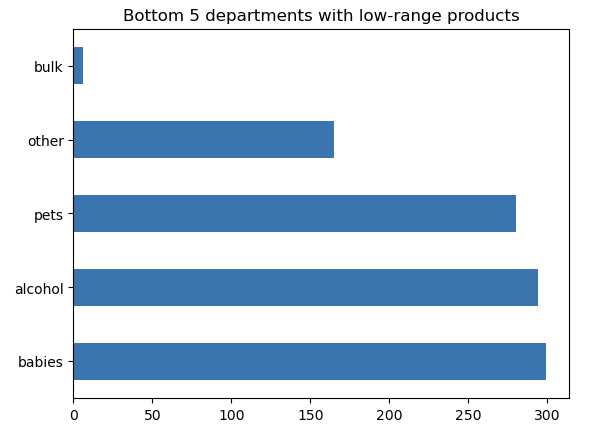 Bottom 5 departments with low-range products
bulk
other
pets
alcohol
babies
0 50 100 150 200 250 300